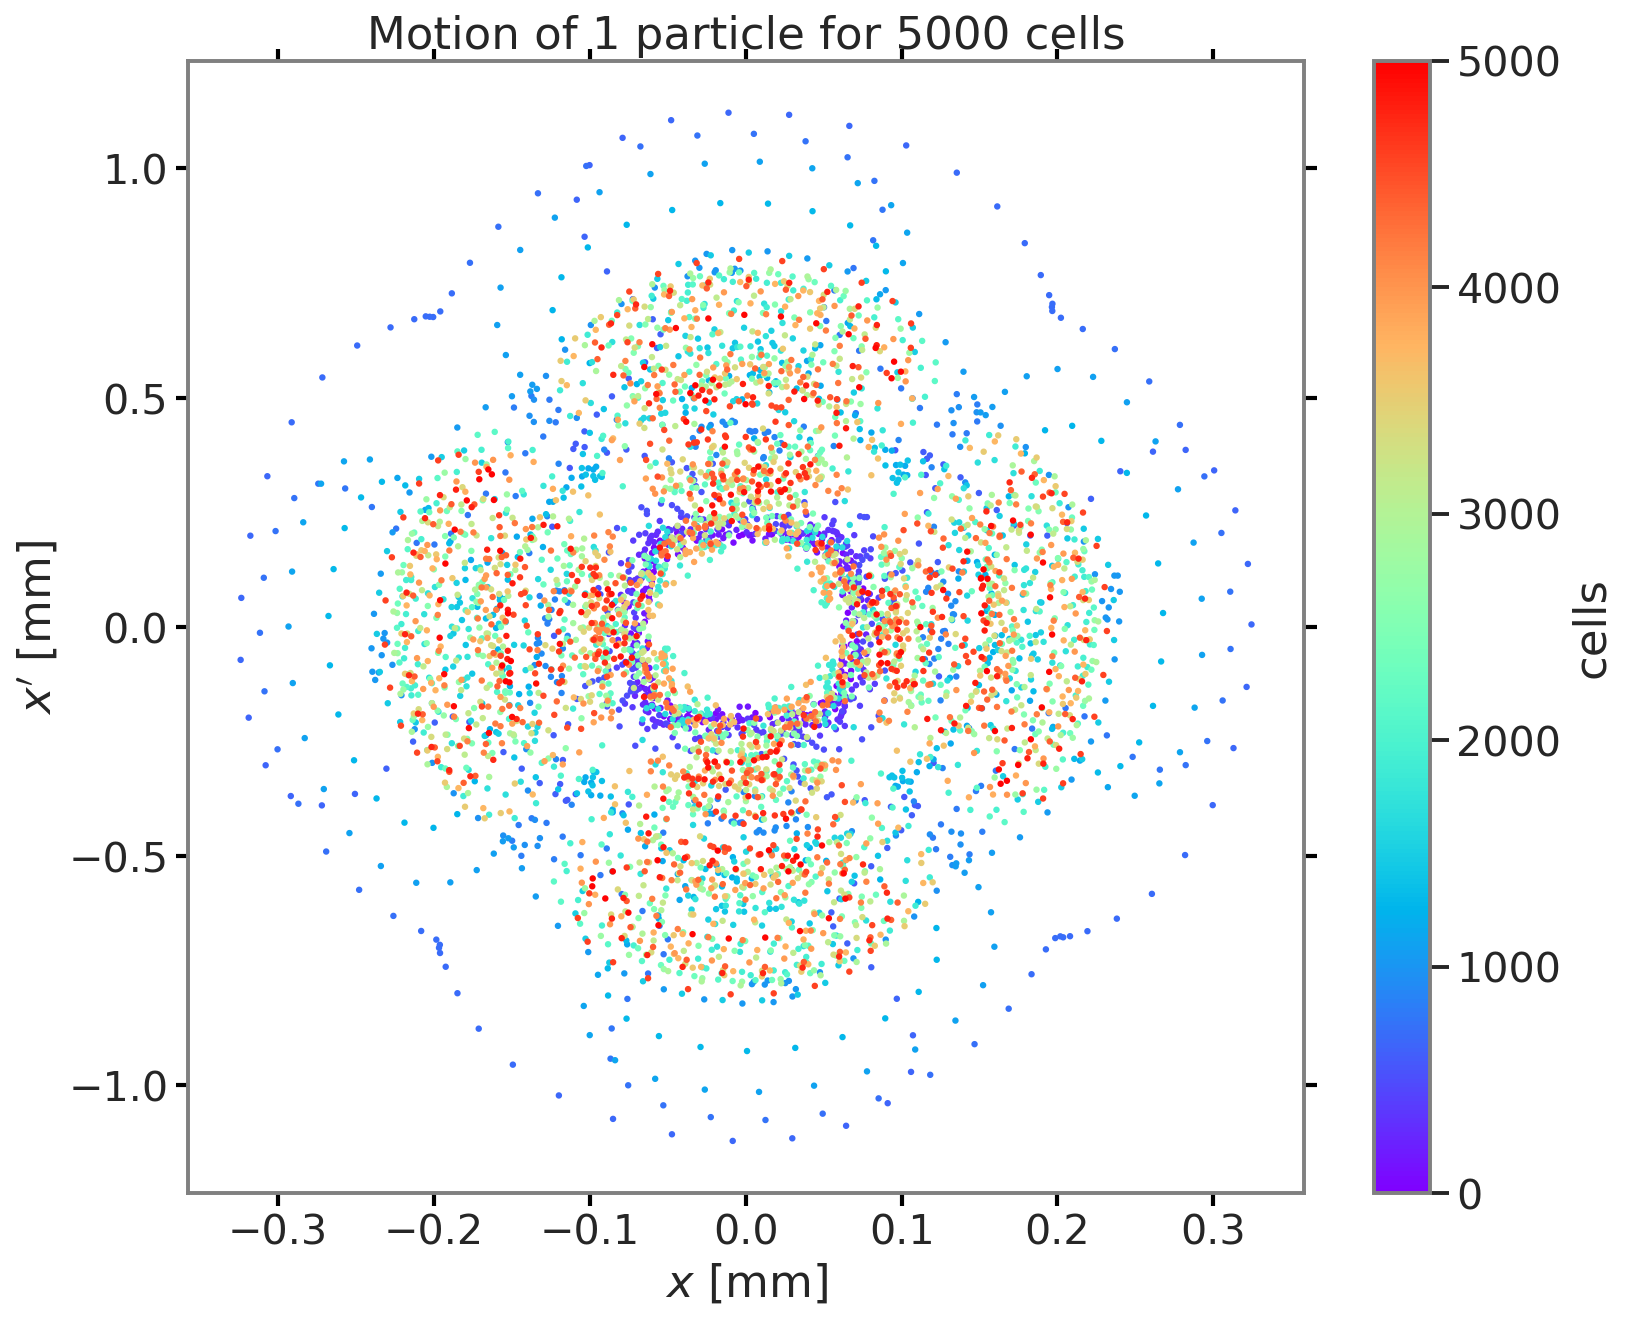 Motion of 1 particle for 5000 cells
1.0
0.5
0.0
−0.5
−1.0
x′ [mm]
−0.3 −0.2 −0.1 0.0 0.1 0.2 0.3
x [mm]
5000
4000
3000
2000
1000
0
cells